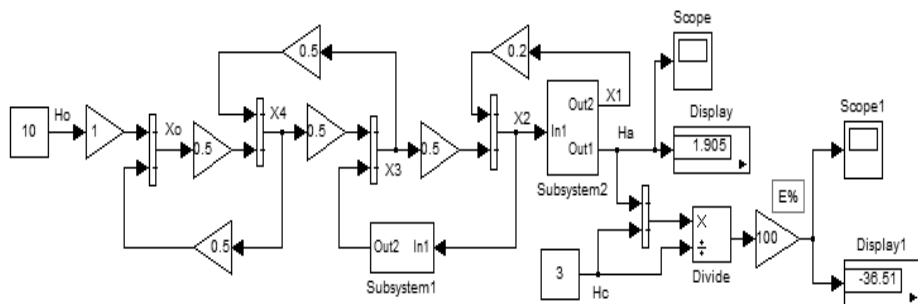 Scope
0.5
0.2
X1
Ho
X4
X2
Out2
Display
Scope1
10
1
Xo
0.5
0.5
0.5
In1
Ha
1.905
Out1
X3
Subsystem2
E%
0.5
Out2 In1
X
÷
100
Display1
3
Subsystem1
Hc
Divide
-36.51